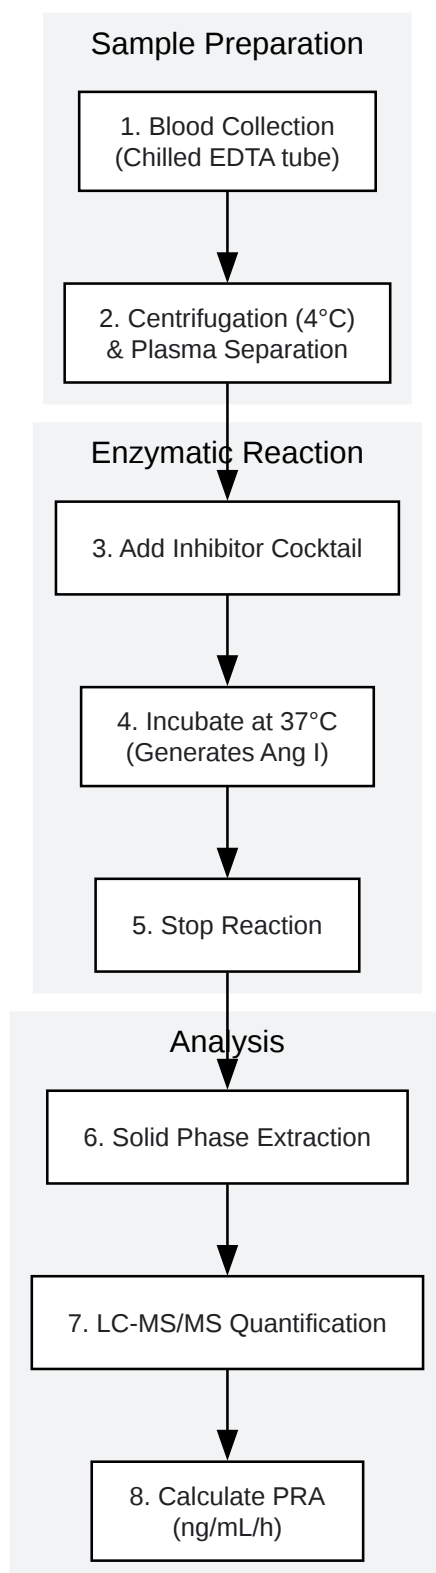 Sample Preparation
1. Blood Collection
(Chilled EDTA tube)
2. Centrifugation (4°C)
& Plasma Separation
Enzymatic Reaction
3. Add Inhibitor Cocktail
4. Incubate at 37°C
(Generates Ang I)
5. Stop Reaction
Analysis
6. Solid Phase Extraction
7. LC-MS/MS Quantification
8. Calculate PRA
(ng/mL/h)